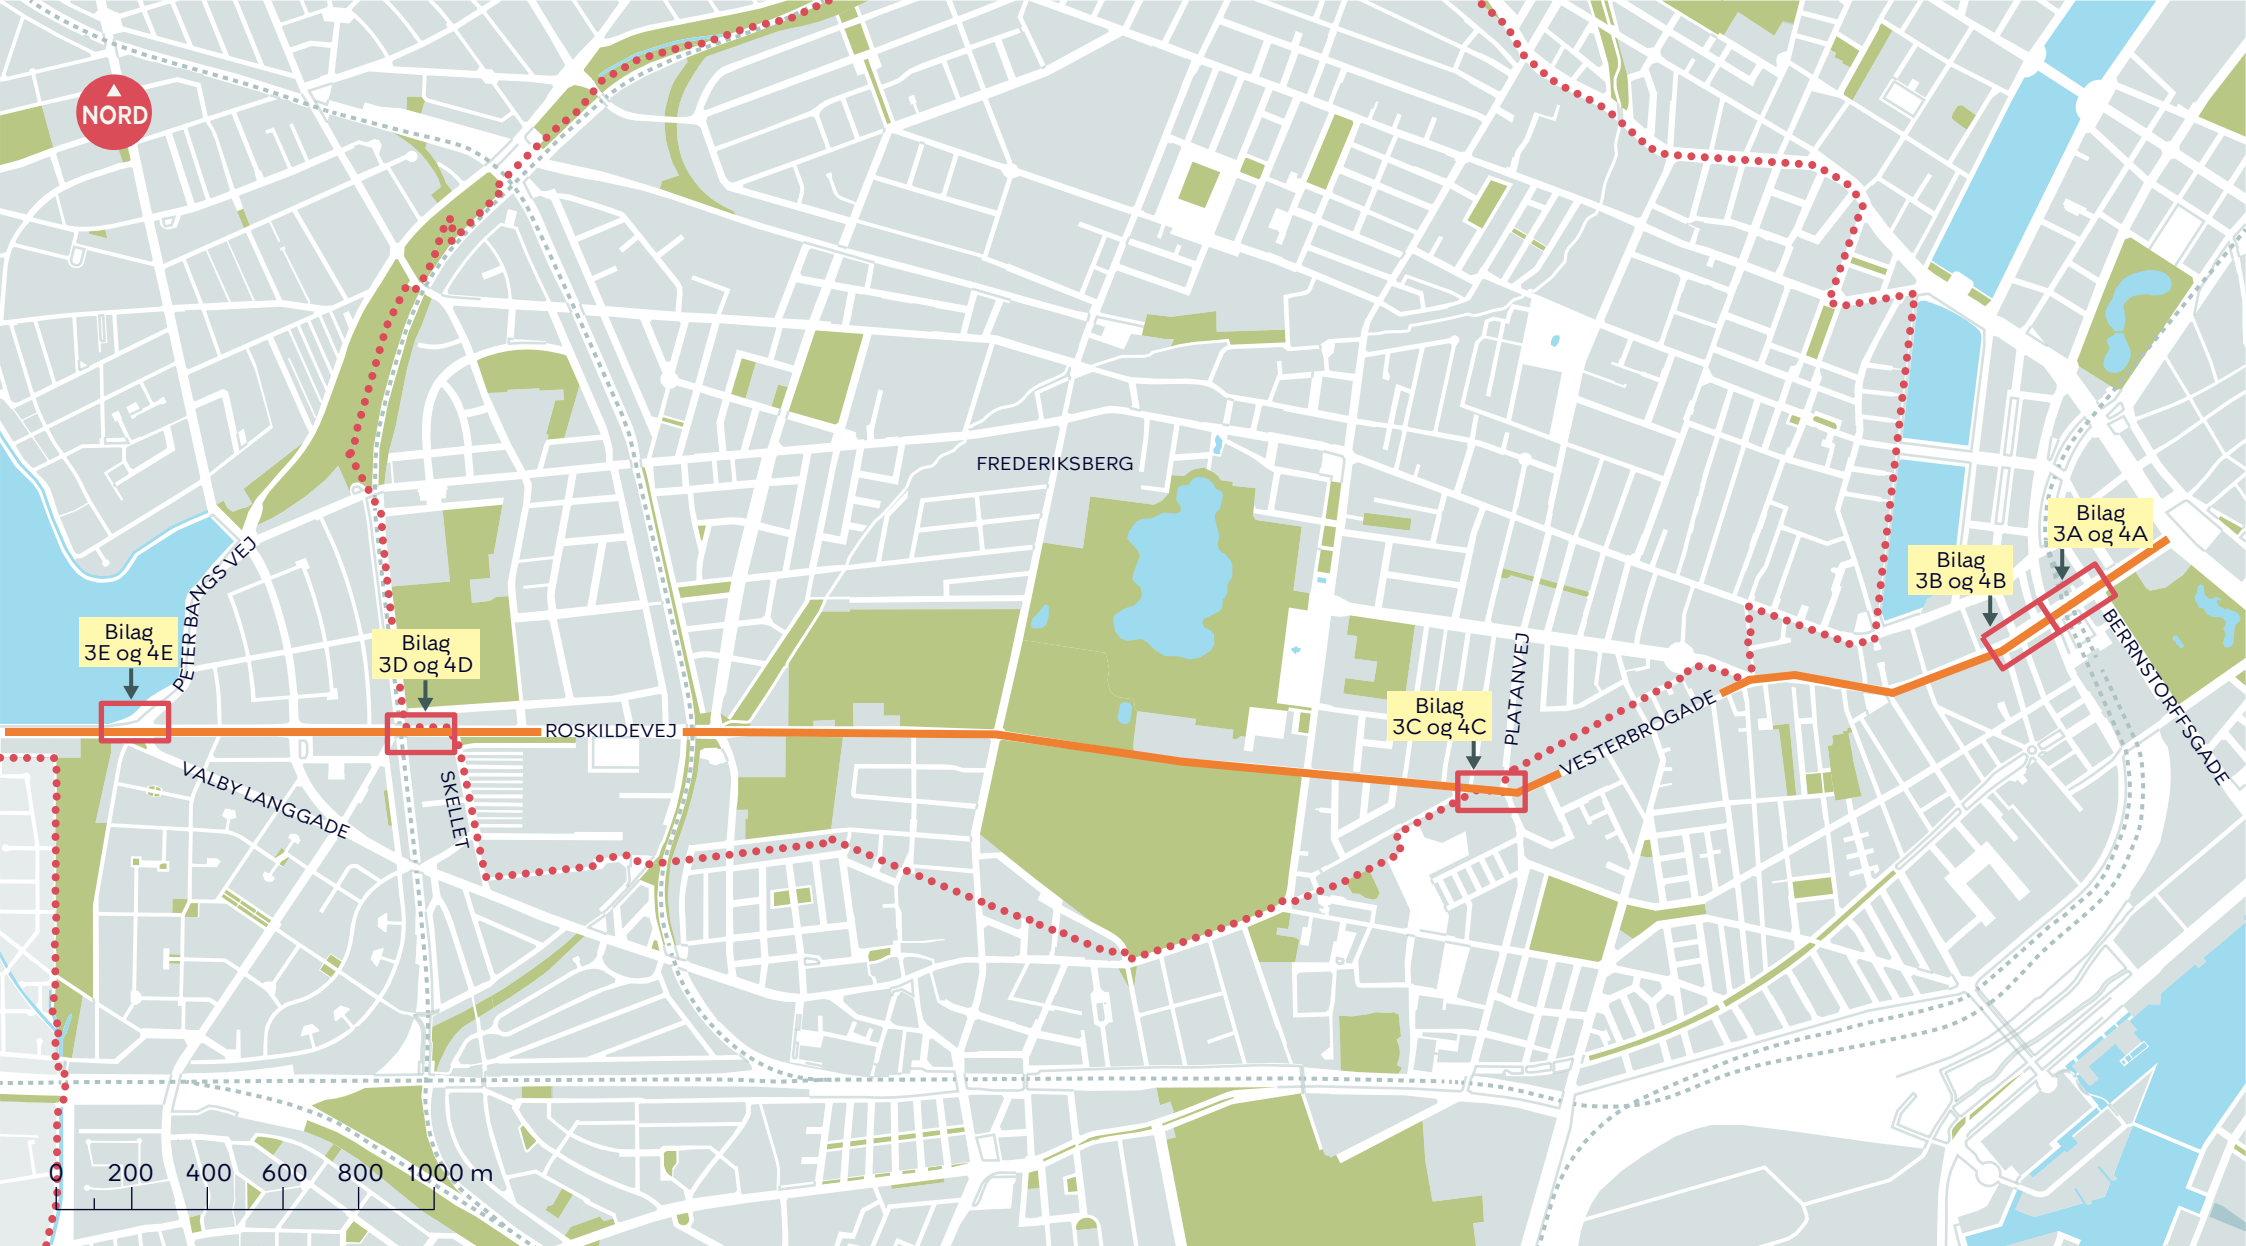 NORD
FREDERIKSBERG
Bilag
3A og 4A
Bilag
3B og 4B
PETER BANGS VEJ
Bilag
3E og 4E
Bilag
3D og 4D
BERRNSTORFFSGADE
PLATANVEJ
Bilag
3C og 4C
VESTERBROGADE
ROSKILDEVEJ
VALBY LANGGADE
SKELLET
0 200 400 600 800 1000 m